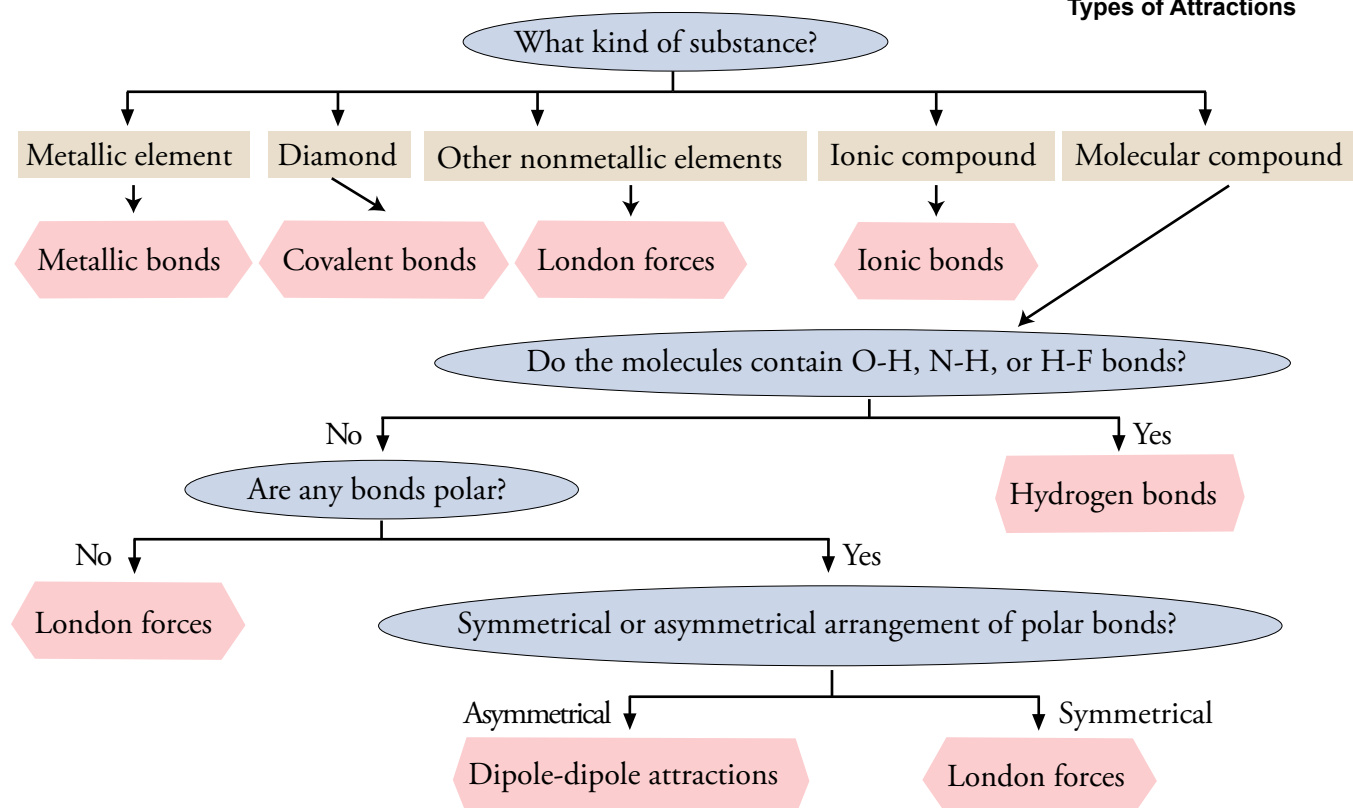 Types of Attractions
What kind of substance?
Metallic element
Diamond
Other nonmetallic elements
Ionic compound
Molecular compound
Metallic bonds
Covalent bonds
London forces
Ionic bonds
Do the molecules contain O-H, N-H, or H-F bonds?
No
Yes
Are any bonds polar?
Hydrogen bonds
No
Yes
London forces
Symmetrical or asymmetrical arrangement of polar bonds?
Asymmetrical
Symmetrical
Dipole-dipole attractions
London forces